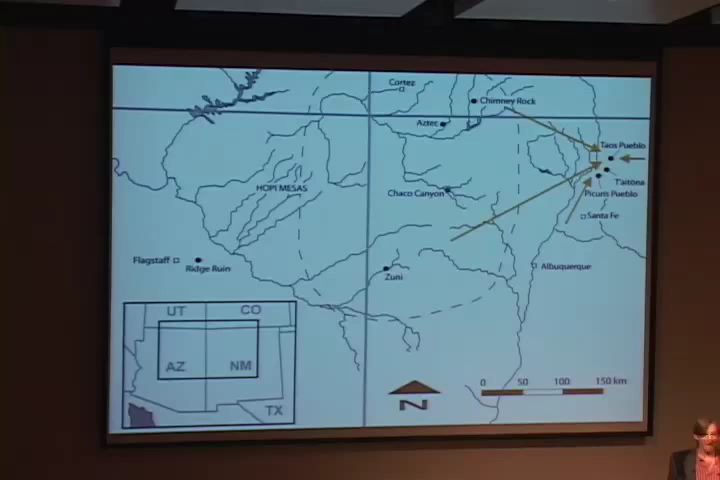 Cortez
Chimney Rock
Aztec
Taos Pueblo
T'aitöna
HOPI MESAS
Chaco Canyon
Picuris Pueblo
Santa Fe
Flagstaff
Ridge Ruin
Zuni
Albuquerque
UT
CO
AZ
NM
TX
N
0 50 100 150 km